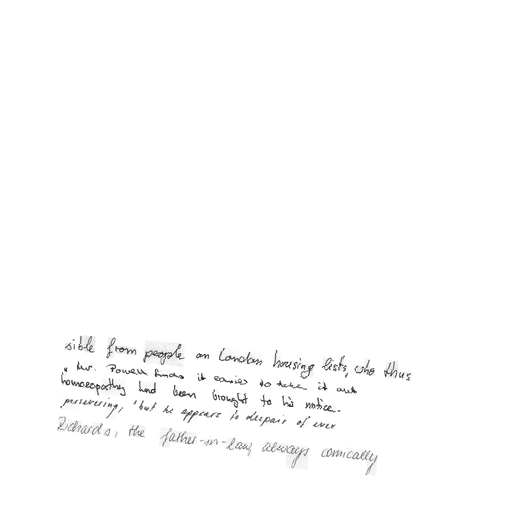 sible from people on London housing lists, who thus
" Mr. Powell finds it easier to take it out
homoeopathy had been brought to his notice.
persevering, 'but he appears to despair of ever
Richards, the father-in-law, always comically